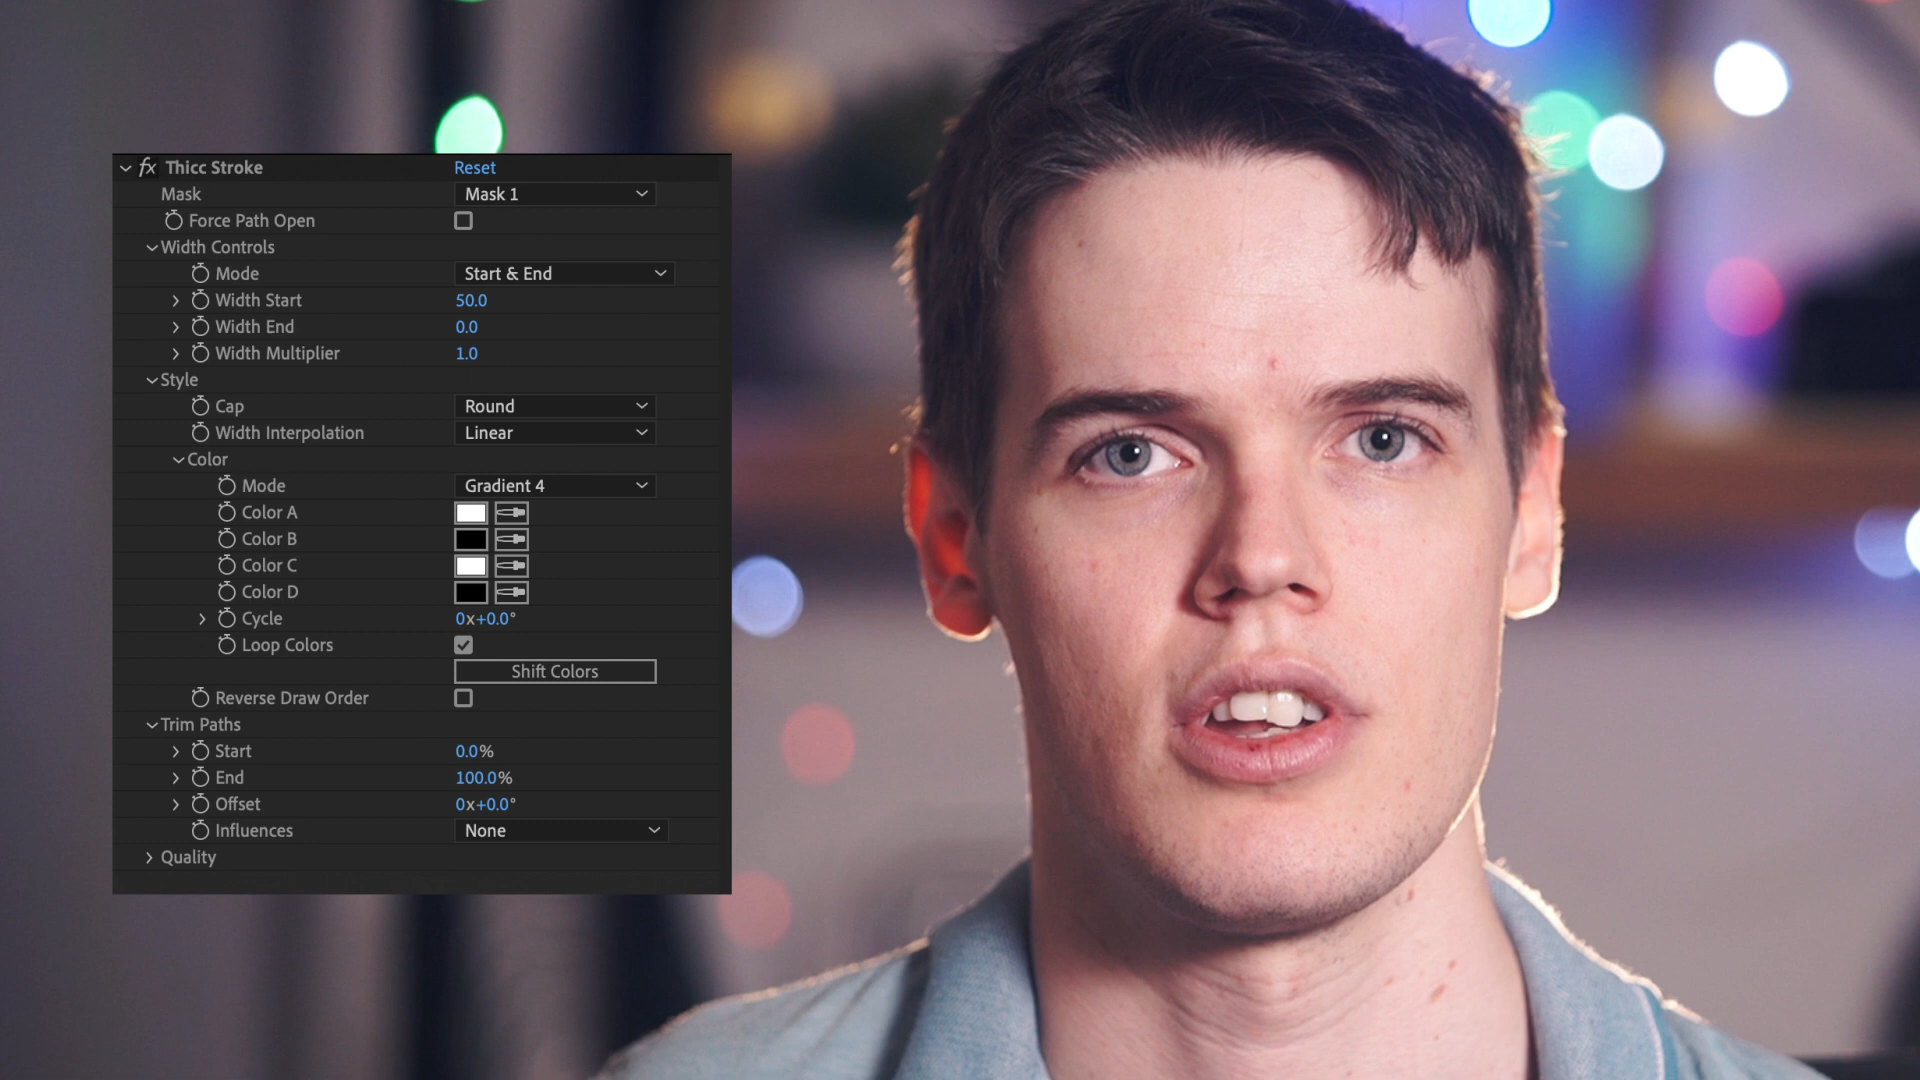 fx Thicc Stroke Reset
Mask Mask 1
Force Path Open
Width Controls
Mode Start & End
Width Start 50.0
Width End 0.0
Width Multiplier 1.0
Style
Cap Round
Width Interpolation Linear
Color
Mode Gradient 4
Color A
Color B
Color C
Color D
Cycle 0x+0.0°
Loop Colors
Shift Colors
Reverse Draw Order
Trim Paths
Start 0.0%
End 100.0%
Offset 0x+0.0°
Influences None
Quality